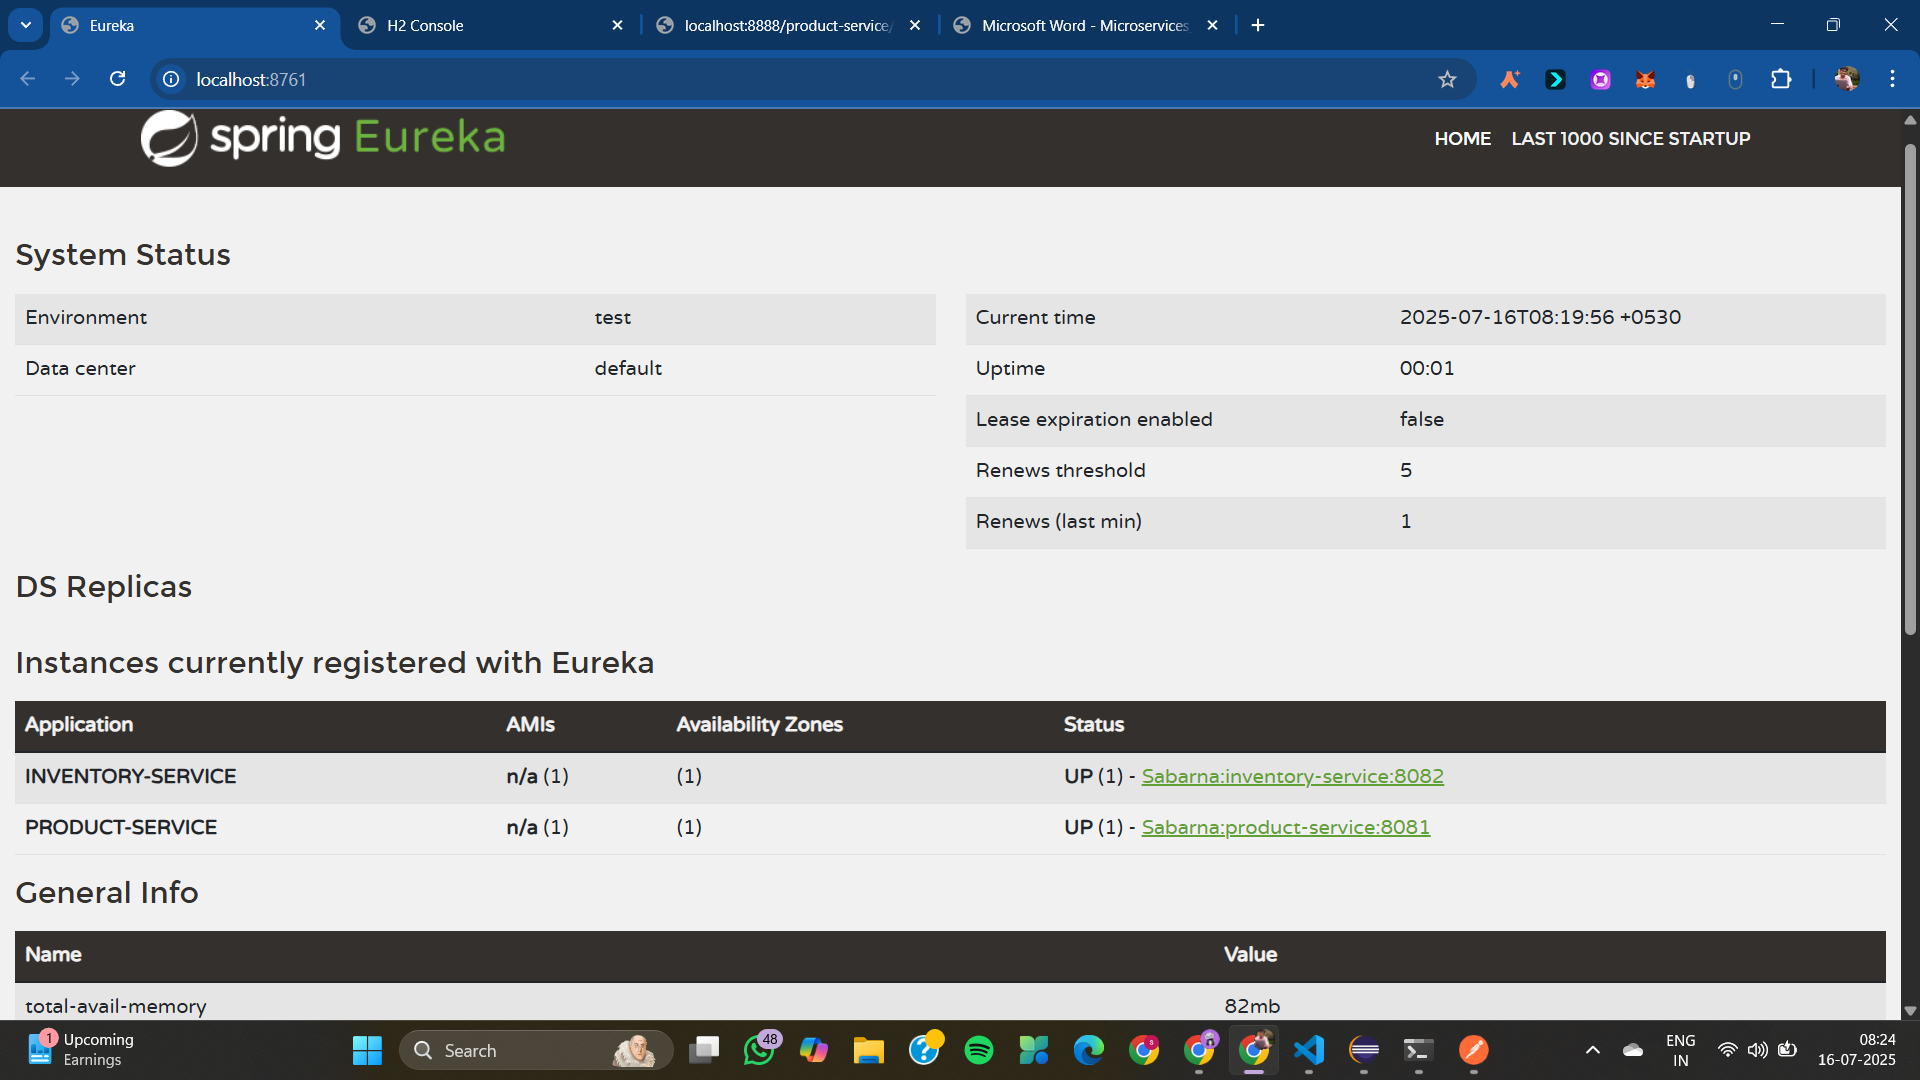 Eureka
H2 Console
localhost:8888/product-service/
Microsoft Word - Microservices
localhost:8761
spring Eureka
HOME
LAST 1000 SINCE STARTUP
System Status
Environment test
Data center default
Current time 2025-07-16T08:19:56 +0530
Uptime 00:01
Lease expiration enabled false
Renews threshold 5
Renews (last min) 1
DS Replicas
Instances currently registered with Eureka
Application AMIs Availability Zones Status
INVENTORY-SERVICE n/a (1) (1) UP (1) - Sabarna:inventory-service:8082
PRODUCT-SERVICE n/a (1) (1) UP (1) - Sabarna:product-service:8081
General Info
Name Value
total-avail-memory 82mb
1
Upcoming
Earnings
Search
48
S
ENG
IN
08:24
16-07-2025